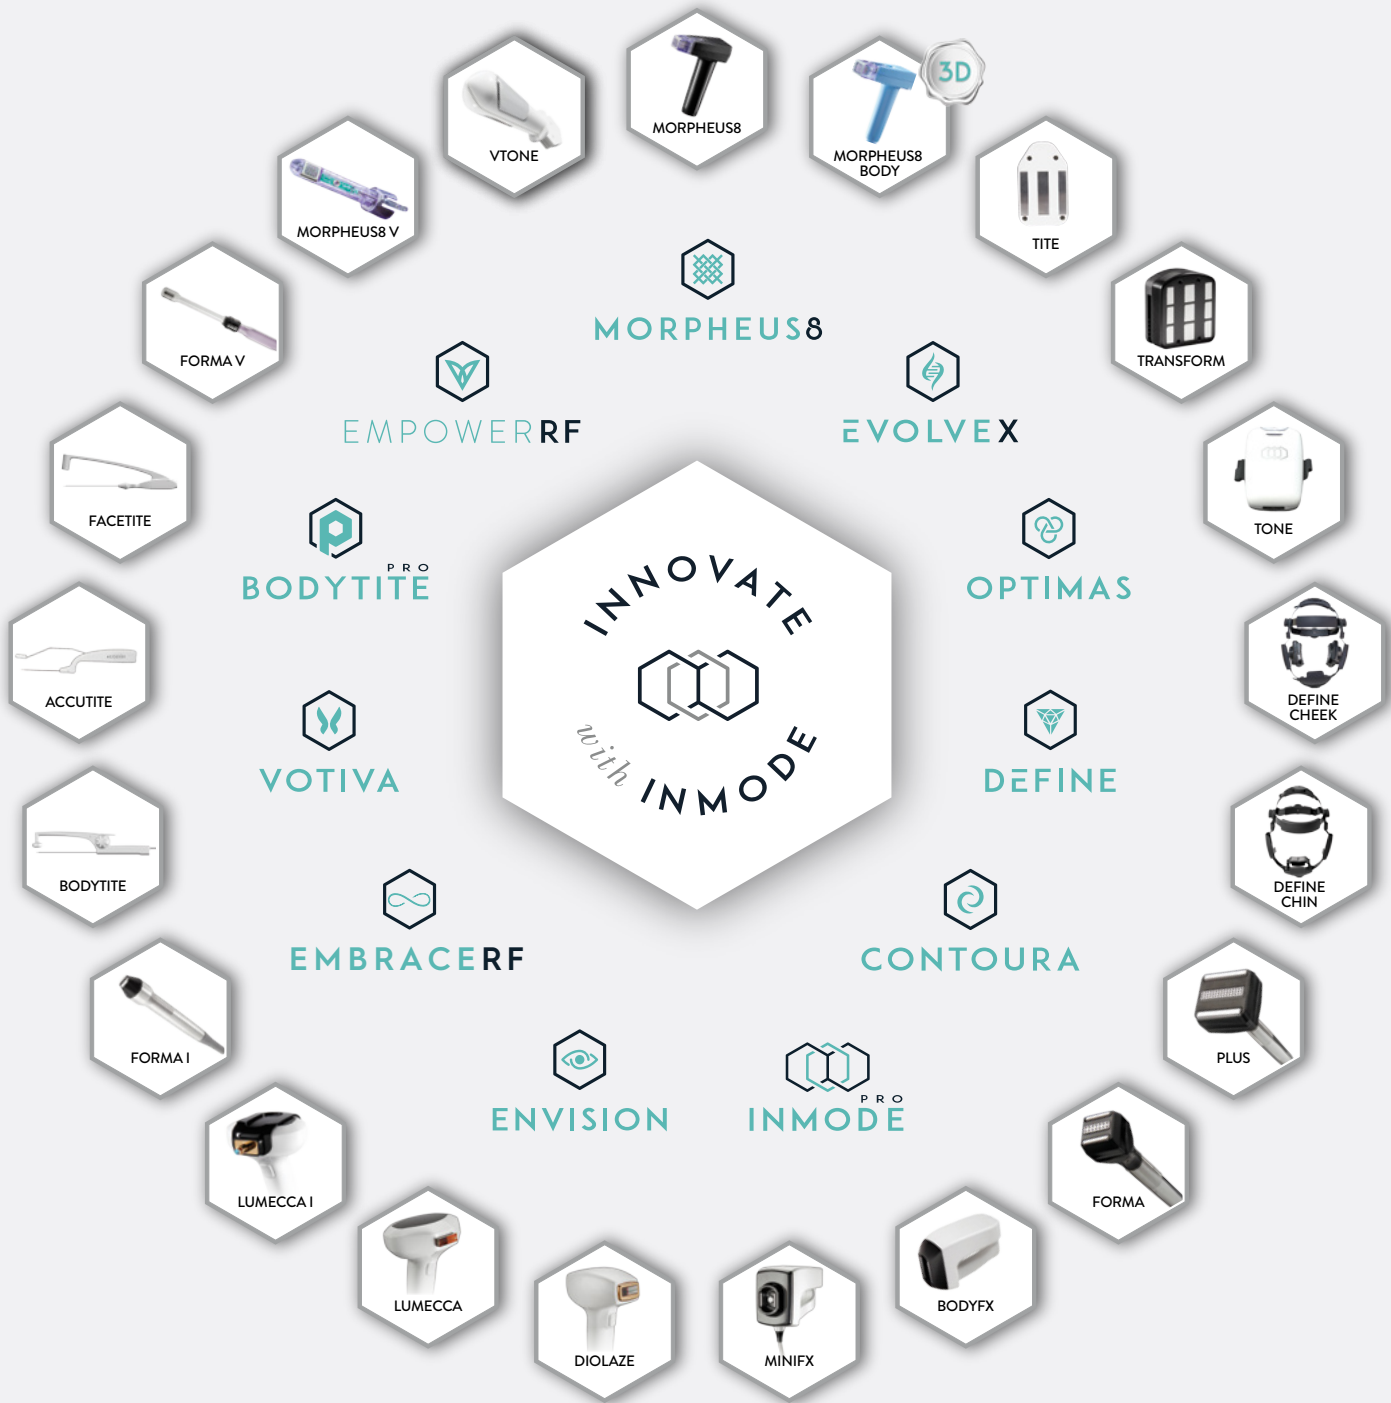 MORPHEUS8
MORPHEUS8
BODY
3D
TITE
TRANSFORM
TONE
DEFINE
CHEEK
DEFINE
CHIN
PLUS
FORMA
BODYFX
MINIFX
DIOLAZE
LUMECCA
LUMECCA I
FORMA I
BODYTITE
ACCUTITE
FACETITE
FORMA V
MORPHEUS8 V
VTONE
MORPHEUS8
EVOLVEX
OPTIMAS
DEFINE
CONTOURA
PRO
INMODE
ENVISION
EMBRACERF
VOTIVA
PRO
BODYTITE
EMPOWERRF
INNOVATE
with INMODE